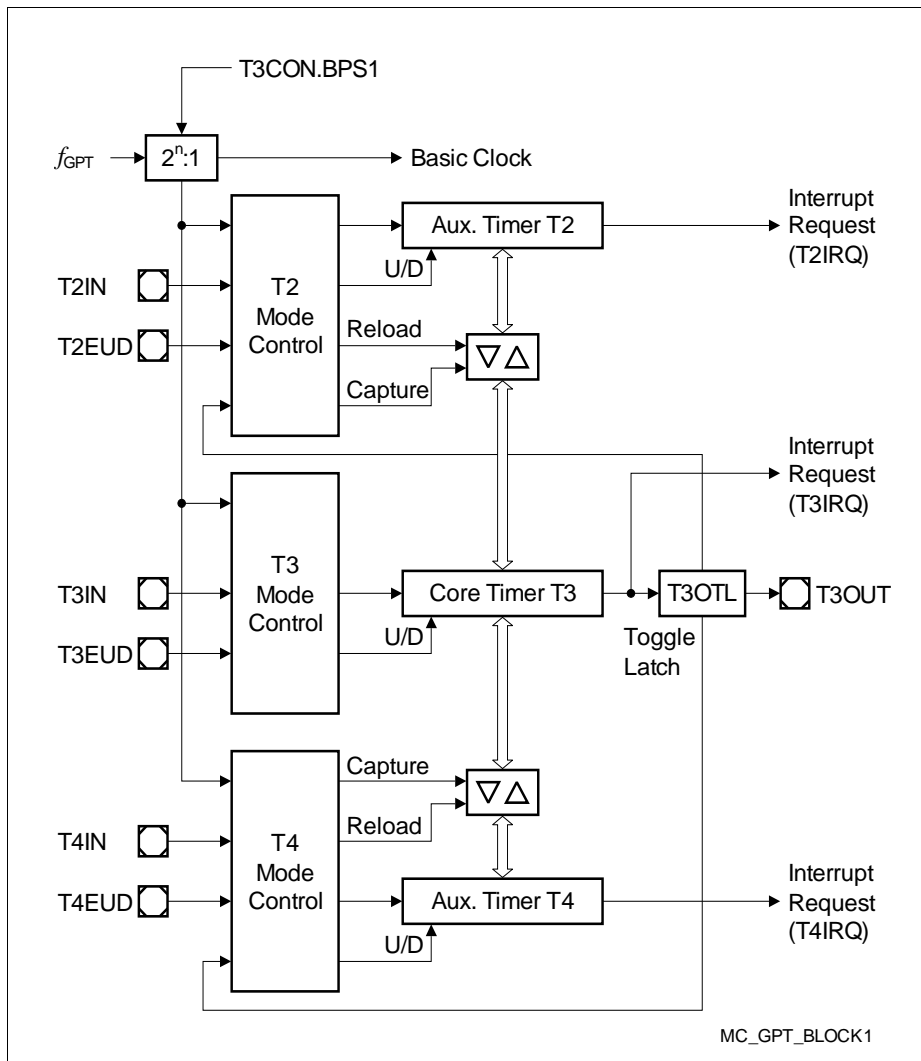 T3CON.BPS1
fGPT
2ⁿ:1
Basic Clock
Interrupt
Request
(T2IRQ)
Aux. Timer T2
U/D
T2IN
T2
Mode
Control
T2EUD
Reload
Capture
Interrupt
Request
(T3IRQ)
T3
Mode
Control
T3IN
Core Timer T3
T3OTL
T3OUT
U/D
T3EUD
Toggle
Latch
Capture
Reload
T4IN
T4
Mode
Control
T4EUD
Aux. Timer T4
Interrupt
Request
(T4IRQ)
U/D
MC_GPT_BLOCK1